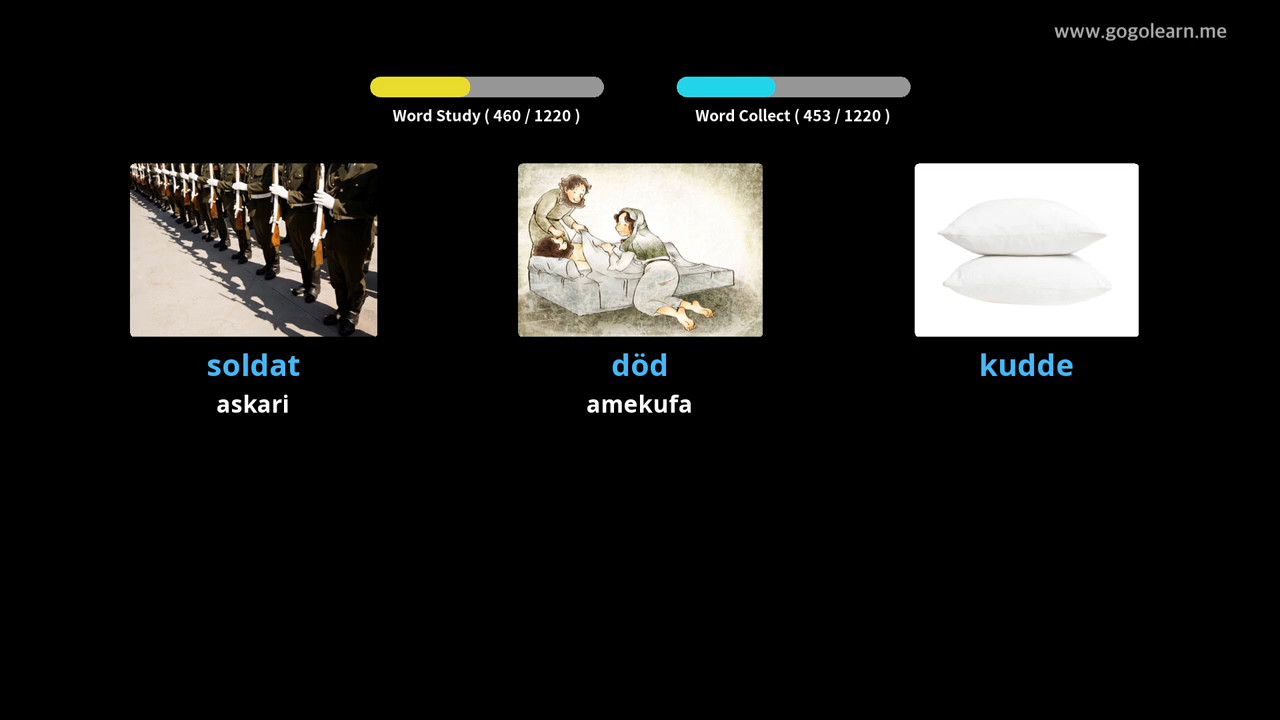 www.gogolearn.me
Word Study ( 460 / 1220 )
Word Collect ( 453 / 1220 )
soldat
askari
död
amekufa
kudde